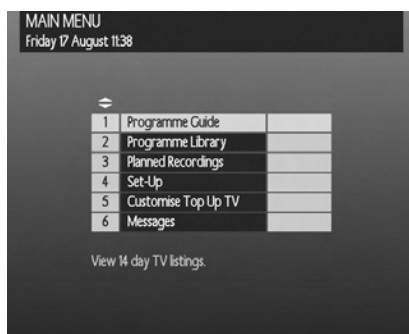 MAIN MENU
Friday 17 August 11:38
1 Programme Guide
2 Programme Library
3 Planned Recordings
4 Set-Up
5 Customise Top Up TV
6 Messages
View 14 day TV listings.